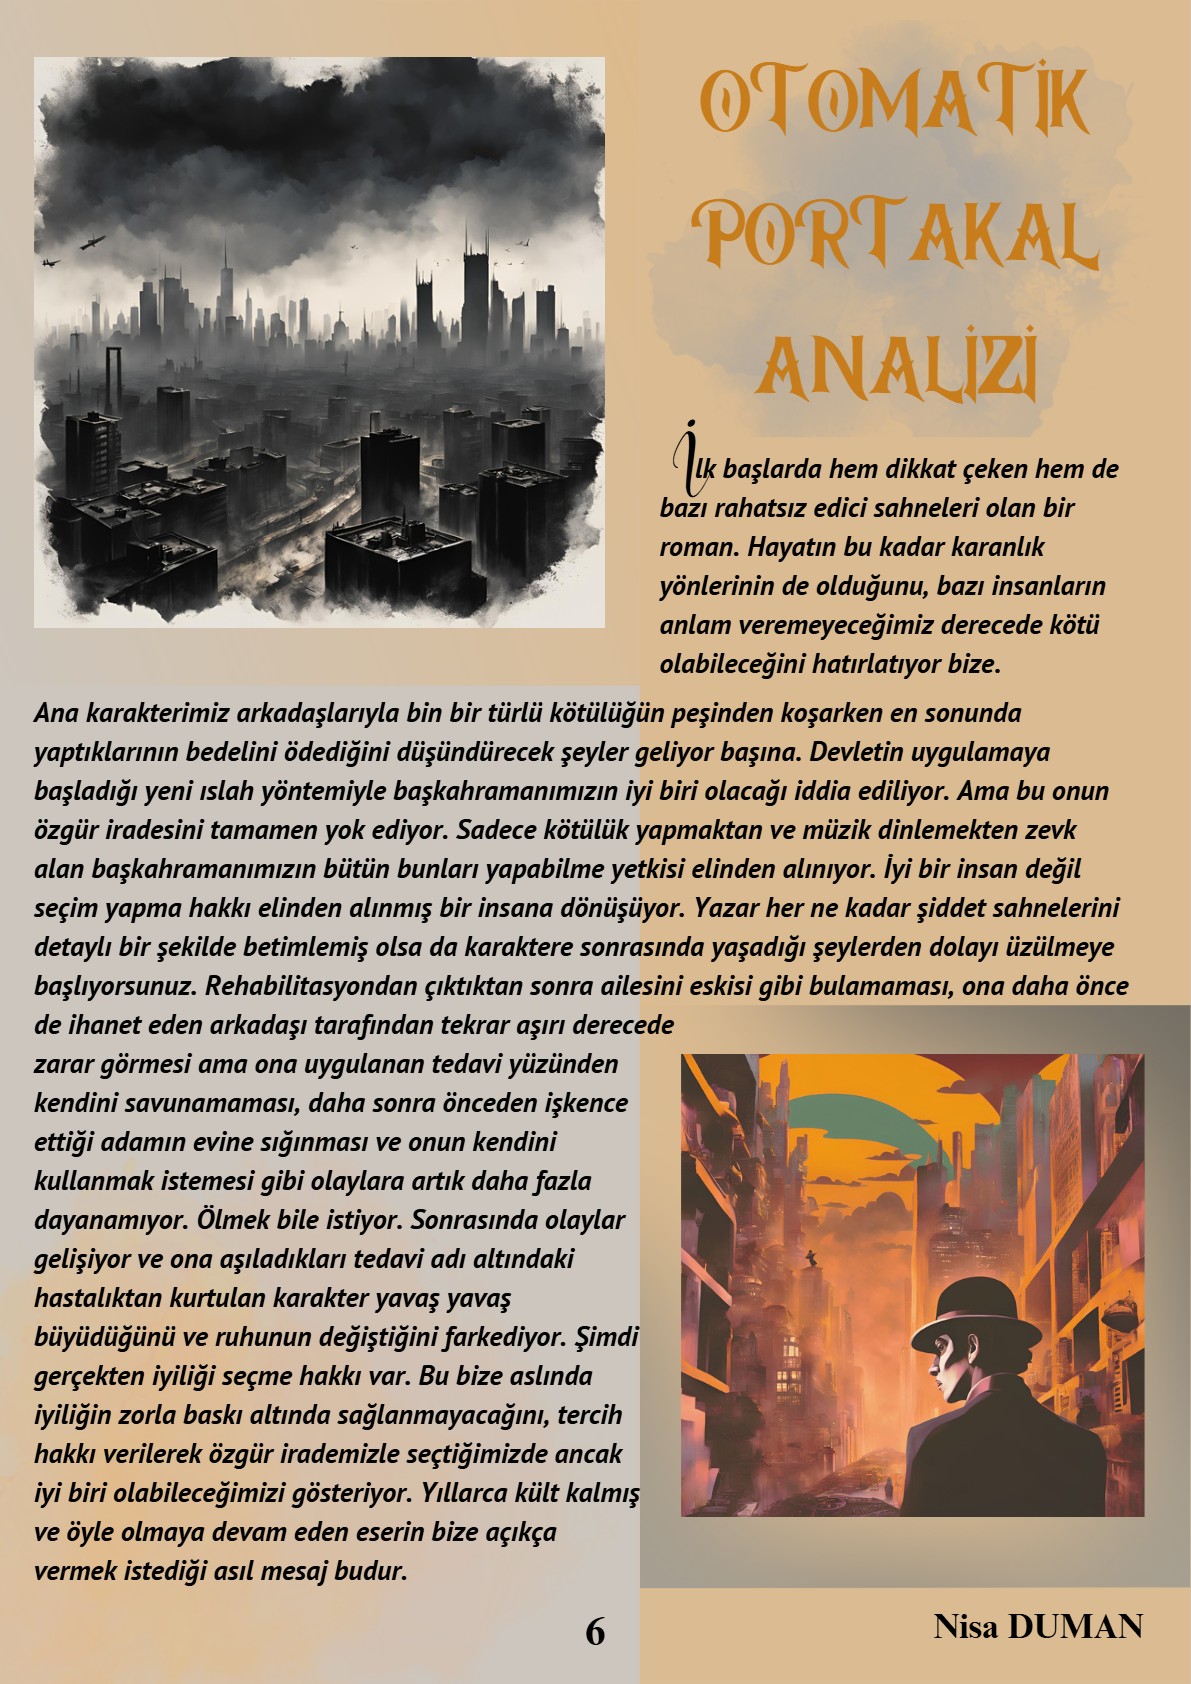 OTOMATİK
PORTAKAL
ANALİZİ
İlk başlarda hem dikkat çeken hem de
bazı rahatsız edici sahneleri olan bir
roman. Hayatın bu kadar karanlık
yönlerinin de olduğunu, bazı insanların
anlam veremeyeceğimiz derecede kötü
olabileceğini hatırlatıyor bize.
Ana karakterimiz arkadaşlarıyla bin bir türlü kötülüğün peşinden koşarken en sonunda
yaptıklarının bedelini ödediğini düşündürecek şeyler geliyor başına. Devletin uygulamaya
başladığı yeni ıslah yöntemiyle başkahramanımızın iyi biri olacağı iddia ediliyor. Ama bu onun
özgür iradesini tamamen yok ediyor. Sadece kötülük yapmaktan ve müzik dinlemekten zevk
alan başkahramanımızın bütün bunları yapabilme yetkisi elinden alınıyor. İyi bir insan değil
seçim yapma hakkı elinden alınmış bir insana dönüşüyor. Yazar her ne kadar şiddet sahnelerini
detaylı bir şekilde betimlemiş olsa da karaktere sonrasında yaşadığı şeylerden dolayı üzülmeye
başlıyorsunuz. Rehabilitasyondan çıktıktan sonra ailesini eskisi gibi bulamaması, ona daha önce
de ihanet eden arkadaşı tarafından tekrar aşırı derecede
zarar görmesi ama ona uygulanan tedavi yüzünden
kendini savunamaması, daha sonra önceden işkence
ettiği adamın evine sığınması ve onun kendini
kullanmak istemesi gibi olaylara artık daha fazla
dayanamıyor. Ölmek bile istiyor. Sonrasında olaylar
gelişiyor ve ona aşıladıkları tedavi adı altındaki
hastalıktan kurtulan karakter yavaş yavaş
büyüdüğünü ve ruhunun değiştiğini farkediyor. Şimdi
gerçekten iyiliği seçme hakkı var. Bu bize aslında
iyiliğin zorla baskı altında sağlanmayacağını, tercih
hakkı verilerek özgür irademizle seçtiğimizde ancak
iyi biri olabileceğimizi gösteriyor. Yıllarca kült kalmış
ve öyle olmaya devam eden eserin bize açıkça
vermek istediği asıl mesaj budur.
6
Nisa DUMAN